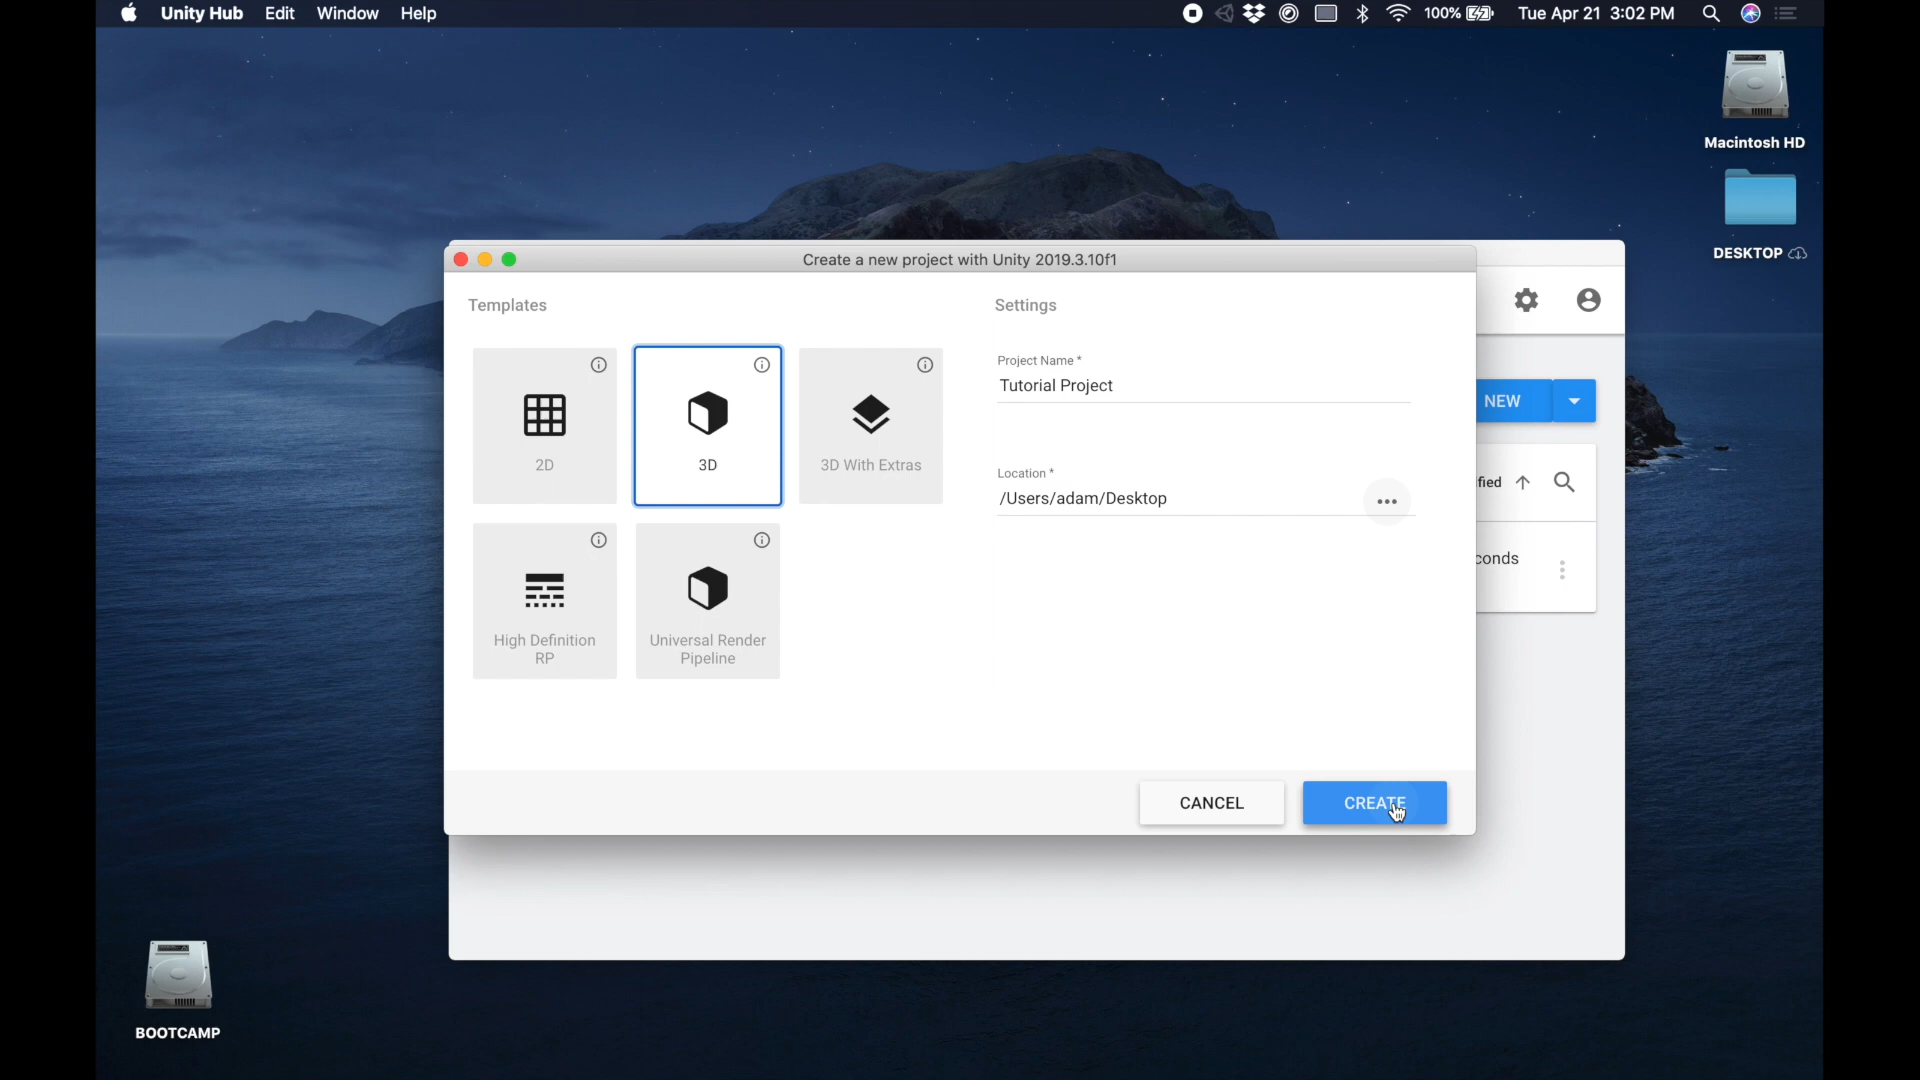 Unity Hub Edit Window Help
100% Tue Apr 21 3:02 PM
Macintosh HD
DESKTOP
Create a new project with Unity 2019.3.10f1
Templates
Settings
2D
3D
3D With Extras
High Definition
RP
Universal Render
Pipeline
Project Name *
Tutorial Project
Location *
/Users/adam/Desktop
CANCEL
CREATE
NEW
fied
conds
BOOTCAMP